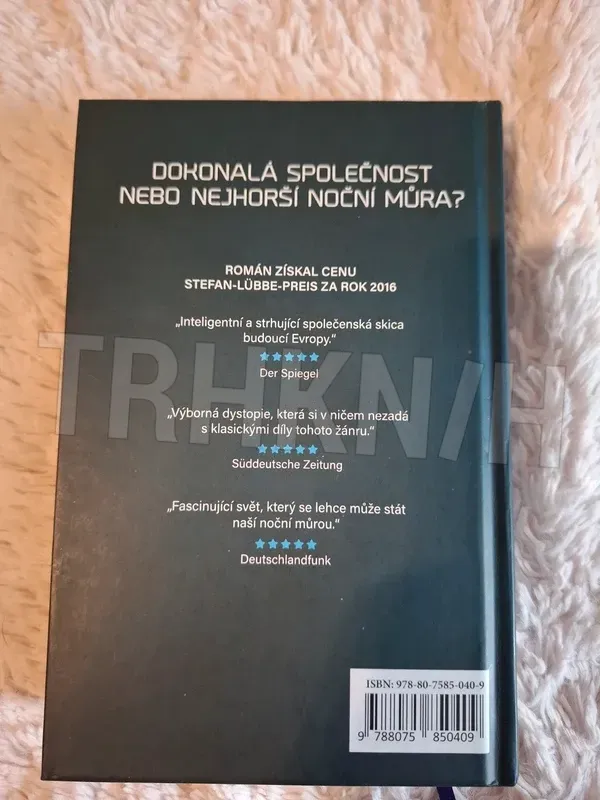 DOKONALÁ SPOLEČNOST
NEBO NEJHORŠÍ NOČNÍ MŮRA?
ROMÁN ZÍSKAL CENU
STEFAN-LÜBBE-PREIS ZA ROK 2016
„Inteligentní a strhující společenská skica
budoucí Evropy.“
Der Spiegel
TRHKNIH
„Výborná dystopie, která si v ničem nezadá
s klasickými díly tohoto žánru.“
Süddeutsche Zeitung
„Fascinující svět, který se lehce může stát
naší noční můrou.“
Deutschlandfunk
ISBN: 978-80-7585-040-9
9 788075 850409